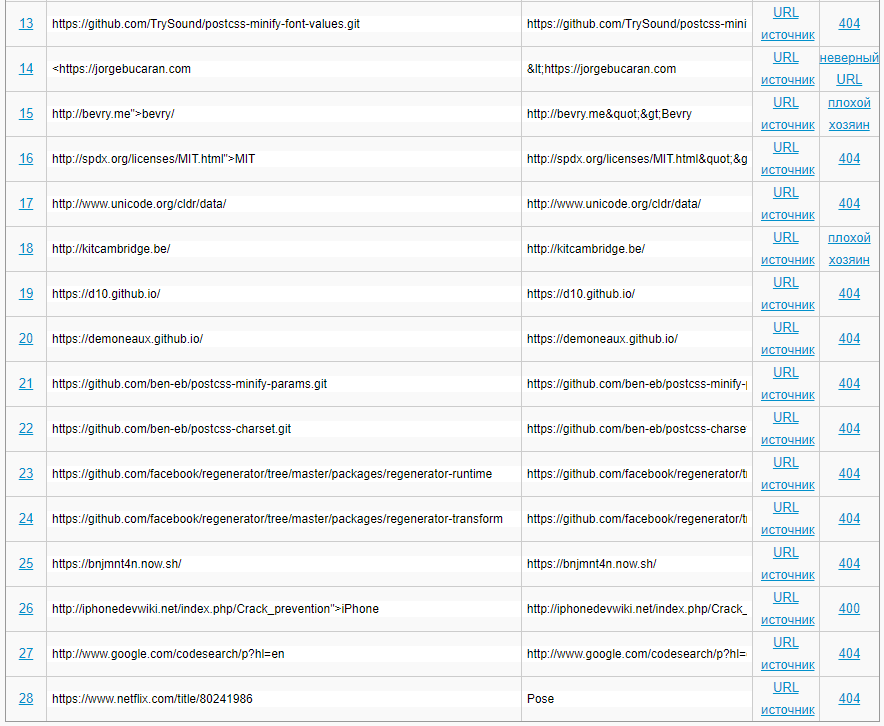 13 https://github.com/TrySound/postcss-minify-font-values.git https://github.com/TrySound/postcss-mini URL источник 404
14 <https://jorgebucaran.com &lt;https://jorgebucaran.com URL источник неверный URL
15 http://bevry.me">bevry/ http://bevry.me&quot;&gt;Bevry URL источник плохой хозяин
16 http://spdx.org/licenses/MIT.html">MIT http://spdx.org/licenses/MIT.html&quot;&g URL источник 404
17 http://www.unicode.org/cldr/data/ http://www.unicode.org/cldr/data/ URL источник 404
18 http://kitcambridge.be/ http://kitcambridge.be/ URL источник плохой хозяин
19 https://d10.github.io/ https://d10.github.io/ URL источник 404
20 https://demoneaux.github.io/ https://demoneaux.github.io/ URL источник 404
21 https://github.com/ben-eb/postcss-minify-params.git https://github.com/ben-eb/postcss-minify-p URL источник 404
22 https://github.com/ben-eb/postcss-charset.git https://github.com/ben-eb/postcss-charse URL источник 404
23 https://github.com/facebook/regenerator/tree/master/packages/regenerator-runtime https://github.com/facebook/regenerator/t URL источник 404
24 https://github.com/facebook/regenerator/tree/master/packages/regenerator-transform https://github.com/facebook/regenerator/t URL источник 404
25 https://bnjmnt4n.now.sh/ https://bnjmnt4n.now.sh/ URL источник 404
26 http://iphonedevwiki.net/index.php/Crack_prevention">iPhone http://iphonedevwiki.net/index.php/Crack_ URL источник 400
27 http://www.google.com/codesearch/p?hl=en http://www.google.com/codesearch/p?hl= URL источник 404
28 https://www.netflix.com/title/80241986 Pose URL источник 404